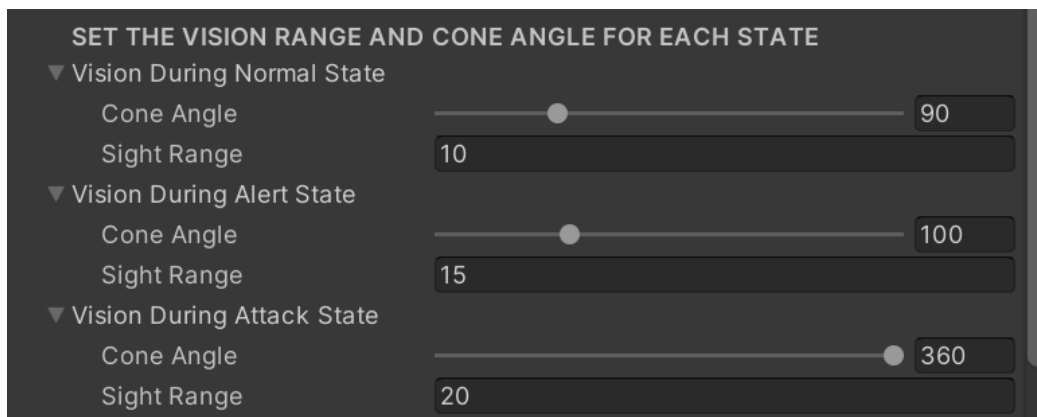 SET THE VISION RANGE AND CONE ANGLE FOR EACH STATE
Vision During Normal State
Cone Angle 90
Sight Range 10
Vision During Alert State
Cone Angle 100
Sight Range 15
Vision During Attack State
Cone Angle 360
Sight Range 20